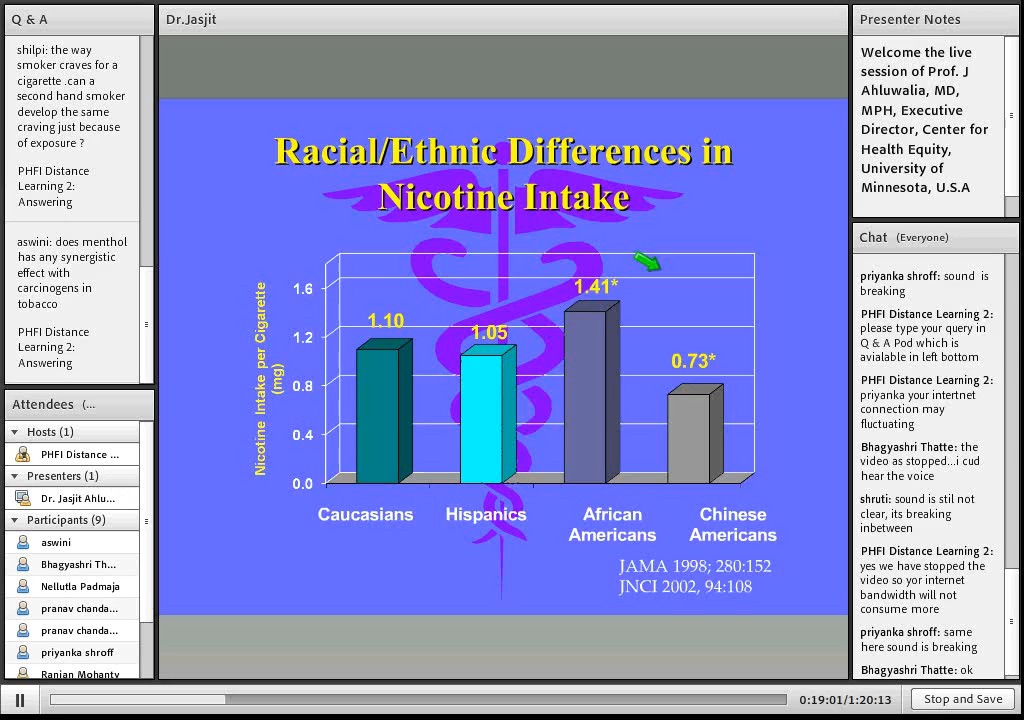 Q & A
shilpi: the way
smoker craves for a
cigarette .can a
second hand smoker
develop the same
craving just because
of exposure ?
PHFI Distance
Learning 2:
Answering
aswini: does menthol
has any synergistic
effect with
carcinogens in
tobacco
PHFI Distance
Learning 2:
Answering
Attendees (...
Hosts (1)
PHFI Distance ...
Presenters (1)
Dr. Jasjit Ahlu...
Participants (9)
aswini
Bhagyashri Th...
Nellutla Padmaja
pranav chanda...
pranav chanda...
priyanka shroff
Ranjan Mohanty
Dr.Jasjit
Racial/Ethnic Differences in
Nicotine Intake
Nicotine Intake per Cigarette
(mg)
1.6
1.2
0.8
0.4
0.0
1.10
1.05
1.41*
0.73*
Caucasians
Hispanics
African
Americans
Chinese
Americans
JAMA 1998; 280:152
JNCI 2002, 94:108
Presenter Notes
Welcome the live
session of Prof. J
Ahluwalia, MD,
MPH, Executive
Director, Center for
Health Equity,
University of
Minnesota, U.S.A
Chat (Everyone)
priyanka shroff: sound is
breaking
PHFI Distance Learning 2:
please type your query in
Q & A Pod which is
avialable in left bottom
PHFI Distance Learning 2:
priyanka your internet
connection may
fluctuating
Bhagyashri Thatte: the
video as stopped...i cud
hear the voice
shruti: sound is stil not
clear, its breaking
inbetween
PHFI Distance Learning 2:
yes we have stopped the
video so yor internet
bandwidth will not
consume more
priyanka shroff: same
here sound is breaking
Bhagyashri Thatte: ok
0:19:01/1:20:13
Stop and Save